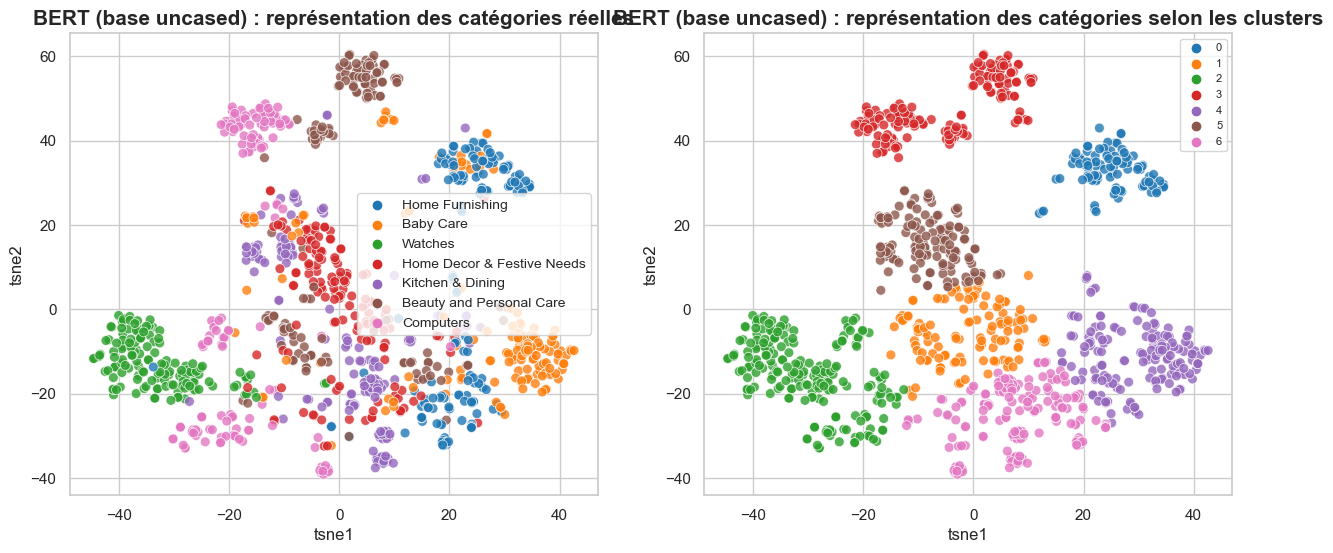 BERT (base uncased) : représentation des catégories réelles
BERT (base uncased) : représentation des catégories selon les clusters
60
40
20
0
−20
−40
tsne2
−40
−20
0
20
40
tsne1
Home Furnishing
Baby Care
Watches
Home Decor & Festive Needs
Kitchen & Dining
Beauty and Personal Care
Computers
60
40
20
0
−20
−40
tsne2
−40
−20
0
20
40
tsne1
0
1
2
3
4
5
6